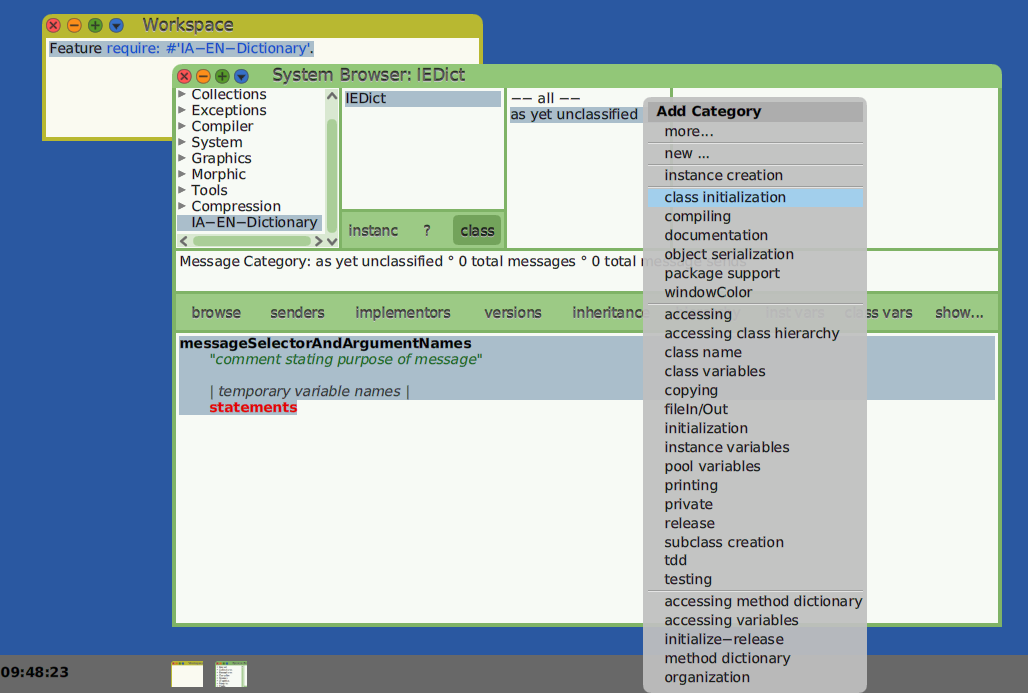 Workspace
Feature require: #'IA−EN−Dictionary'.
System Browser: IEDict
Collections
Exceptions
Compiler
System
Graphics
Morphic
Tools
Compression
IA−EN−Dictionary
IEDict
instanc ? class
−− all −−
as yet unclassified
Message Category: as yet unclassified ° 0 total messages ° 0 total message sends
browse senders implementors versions inheritance hierarchy inst vars class vars show...
messageSelectorAndArgumentNames
"comment stating purpose of message"
| temporary variable names |
statements
Add Category
more...
new ...
instance creation
class initialization
compiling
documentation
object serialization
package support
windowColor
accessing
accessing class hierarchy
class name
class variables
copying
fileIn/Out
initialization
instance variables
pool variables
printing
private
release
subclass creation
tdd
testing
accessing method dictionary
accessing variables
initialize−release
method dictionary
organization
09:48:23